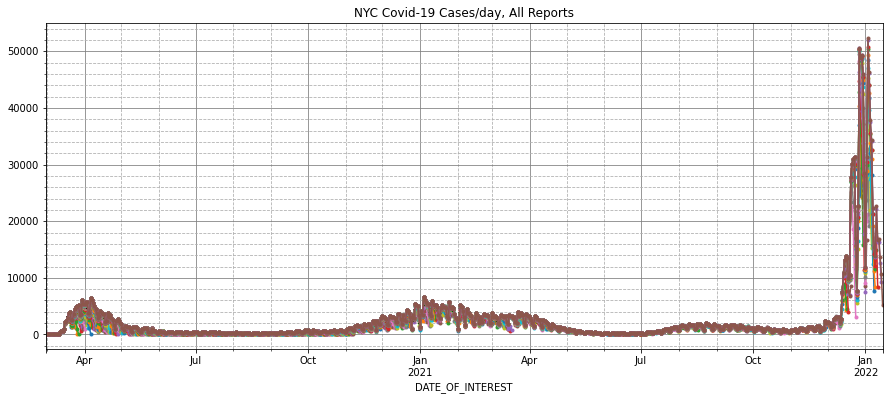 NYC Covid-19 Cases/day, All Reports
50000
40000
30000
20000
10000
0
Apr Jul Oct Jan Apr Jul Oct Jan
2021 2022
DATE_OF_INTEREST